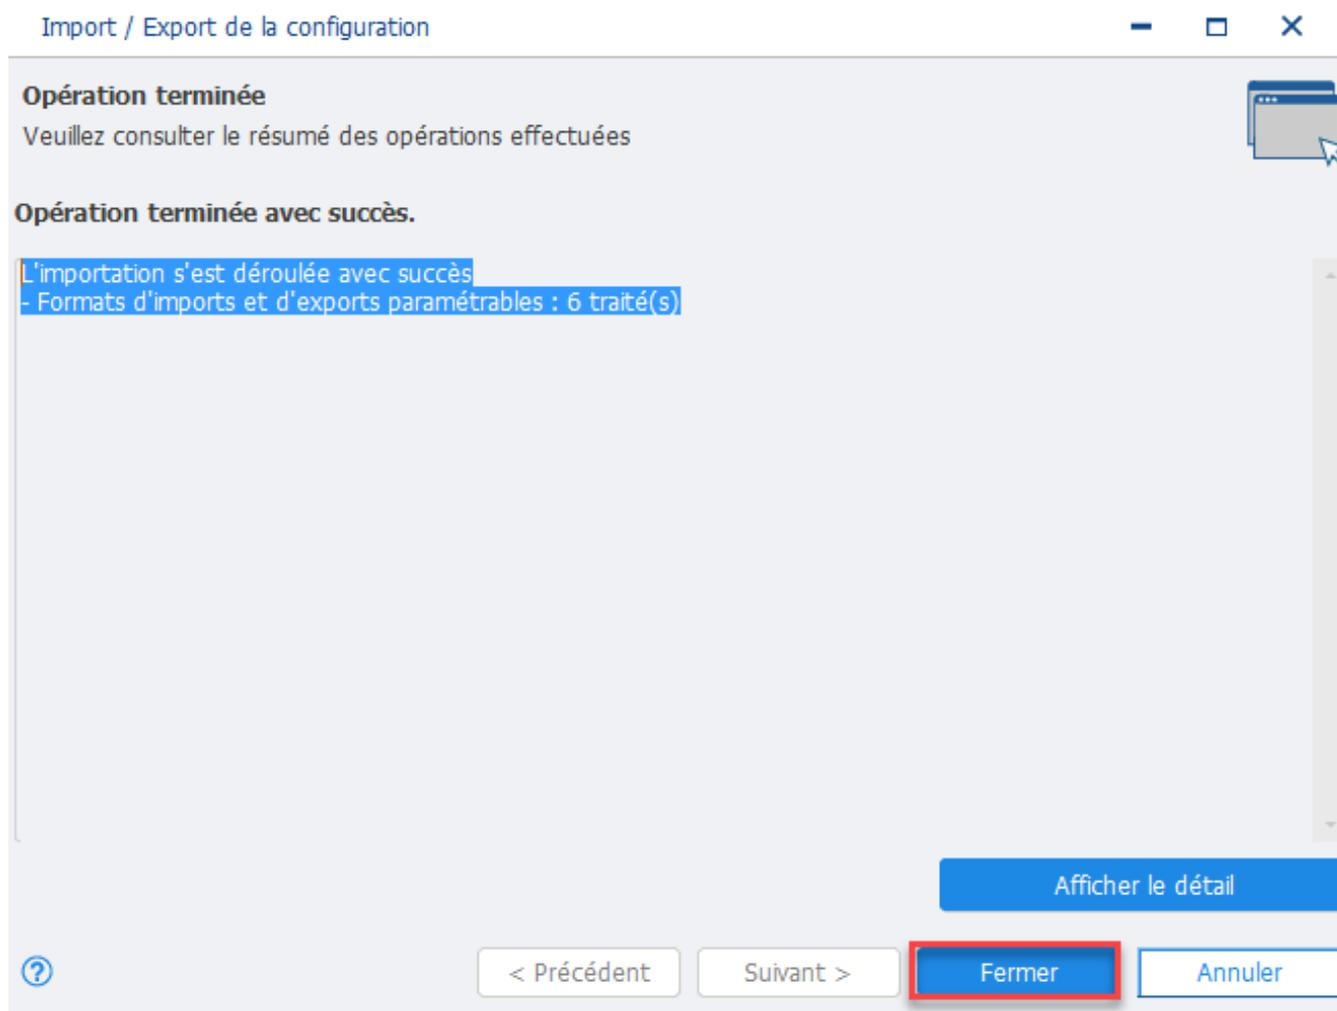 Import / Export de la configuration
Opération terminée
Veuillez consulter le résumé des opérations effectuées
Opération terminée avec succès.
L'importation s'est déroulée avec succès
- Formats d'imports et d'exports paramétrables : 6 traité(s)
Afficher le détail
? < Précédent Suivant > Fermer Annuler